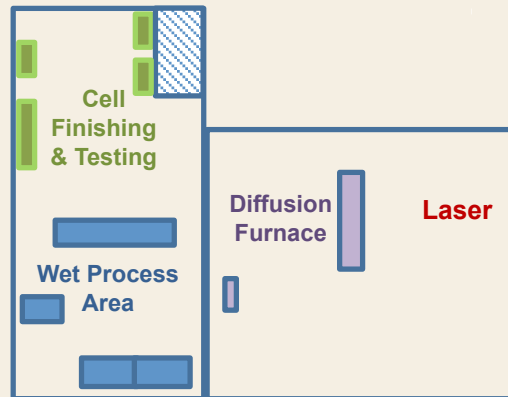 Cell
Finishing
& Testing
Diffusion
Furnace
Laser
Wet Process
Area